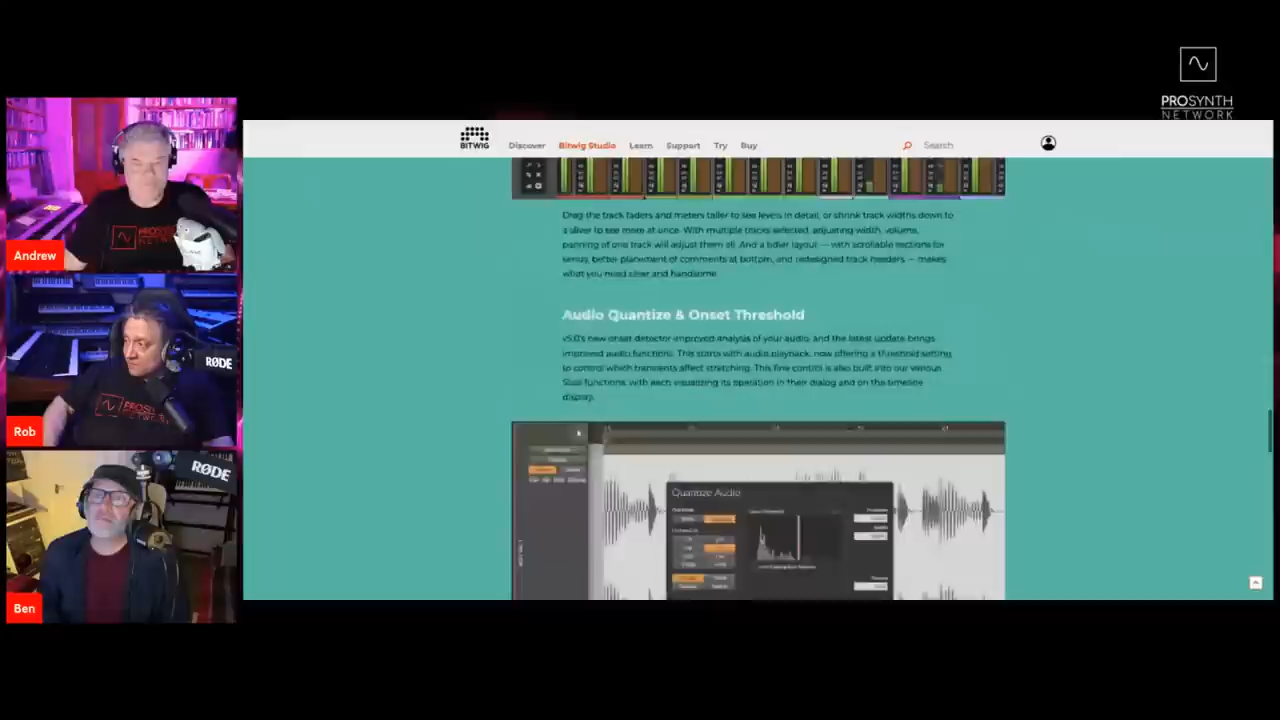 PROSYNTH
NETWORK
BITWIG
Discover
Bitwig Studio
Learn
Support
Try
Buy
Search
Drag the track faders and meters taller to see levels in detail, or shrink track widths down to
a sliver to see more at once. With multiple tracks selected, adjusting width, volume,
panning of one track will adjust them all. And a tidier layout — with scrollable sections for
sends, better placement of comments at bottom, and redesigned track headers — makes
what you need clear and handsome.
Audio Quantize & Onset Threshold
v5.0's new onset detector improved analysis of your audio, and the latest update brings
improved audio functions. This starts with audio playback, now offering a threshold setting
to control which transients affect stretching. This fine control is also built into our various
Slice functions, with each visualizing its operation in their dialog and on the timeline
display.
Quantize Audio
PROSYNTH
NETWORK
Andrew
RØDE
Rob
RØDE
Ben